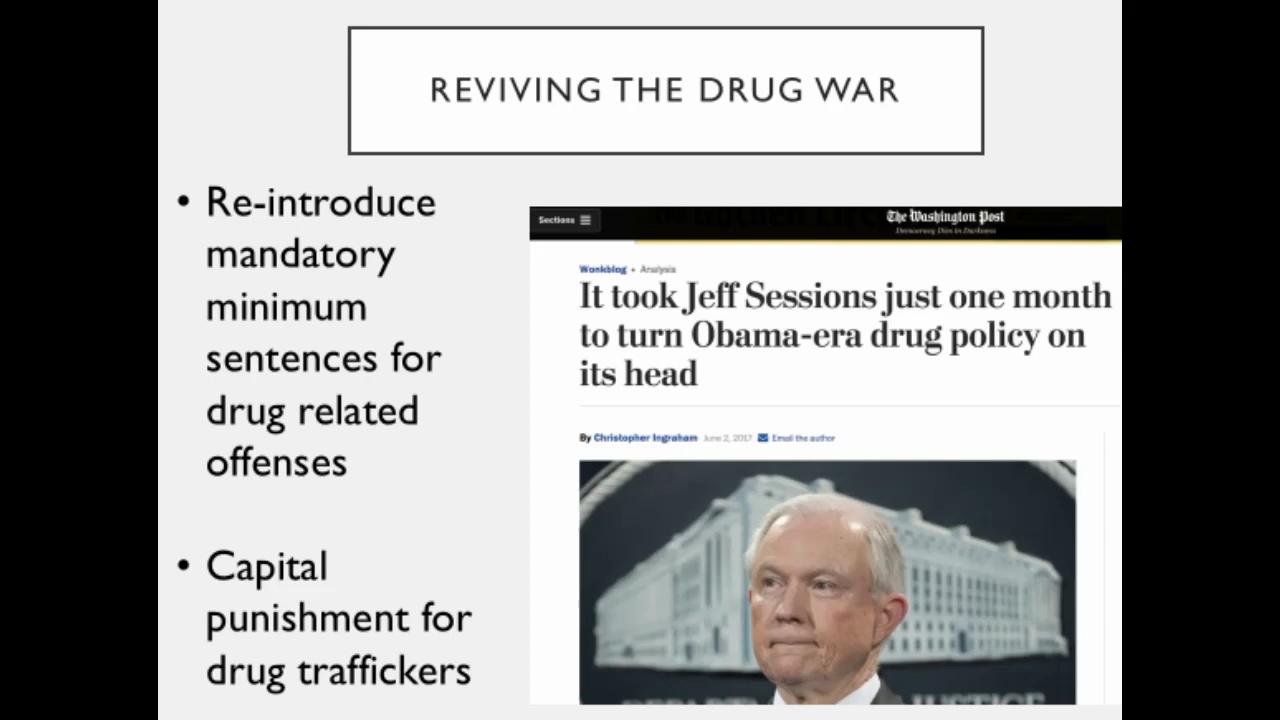 REVIVING THE DRUG WAR
• Re-introduce
mandatory
minimum
sentences for
drug related
offenses
• Capital
punishment for
drug traffickers
Sections
The Washington Post
Democracy Dies in Darkness
Wonkblog • Analysis
It took Jeff Sessions just one month
to turn Obama-era drug policy on
its head
By Christopher Ingraham June 2, 2017 Email the author
JUSTICE